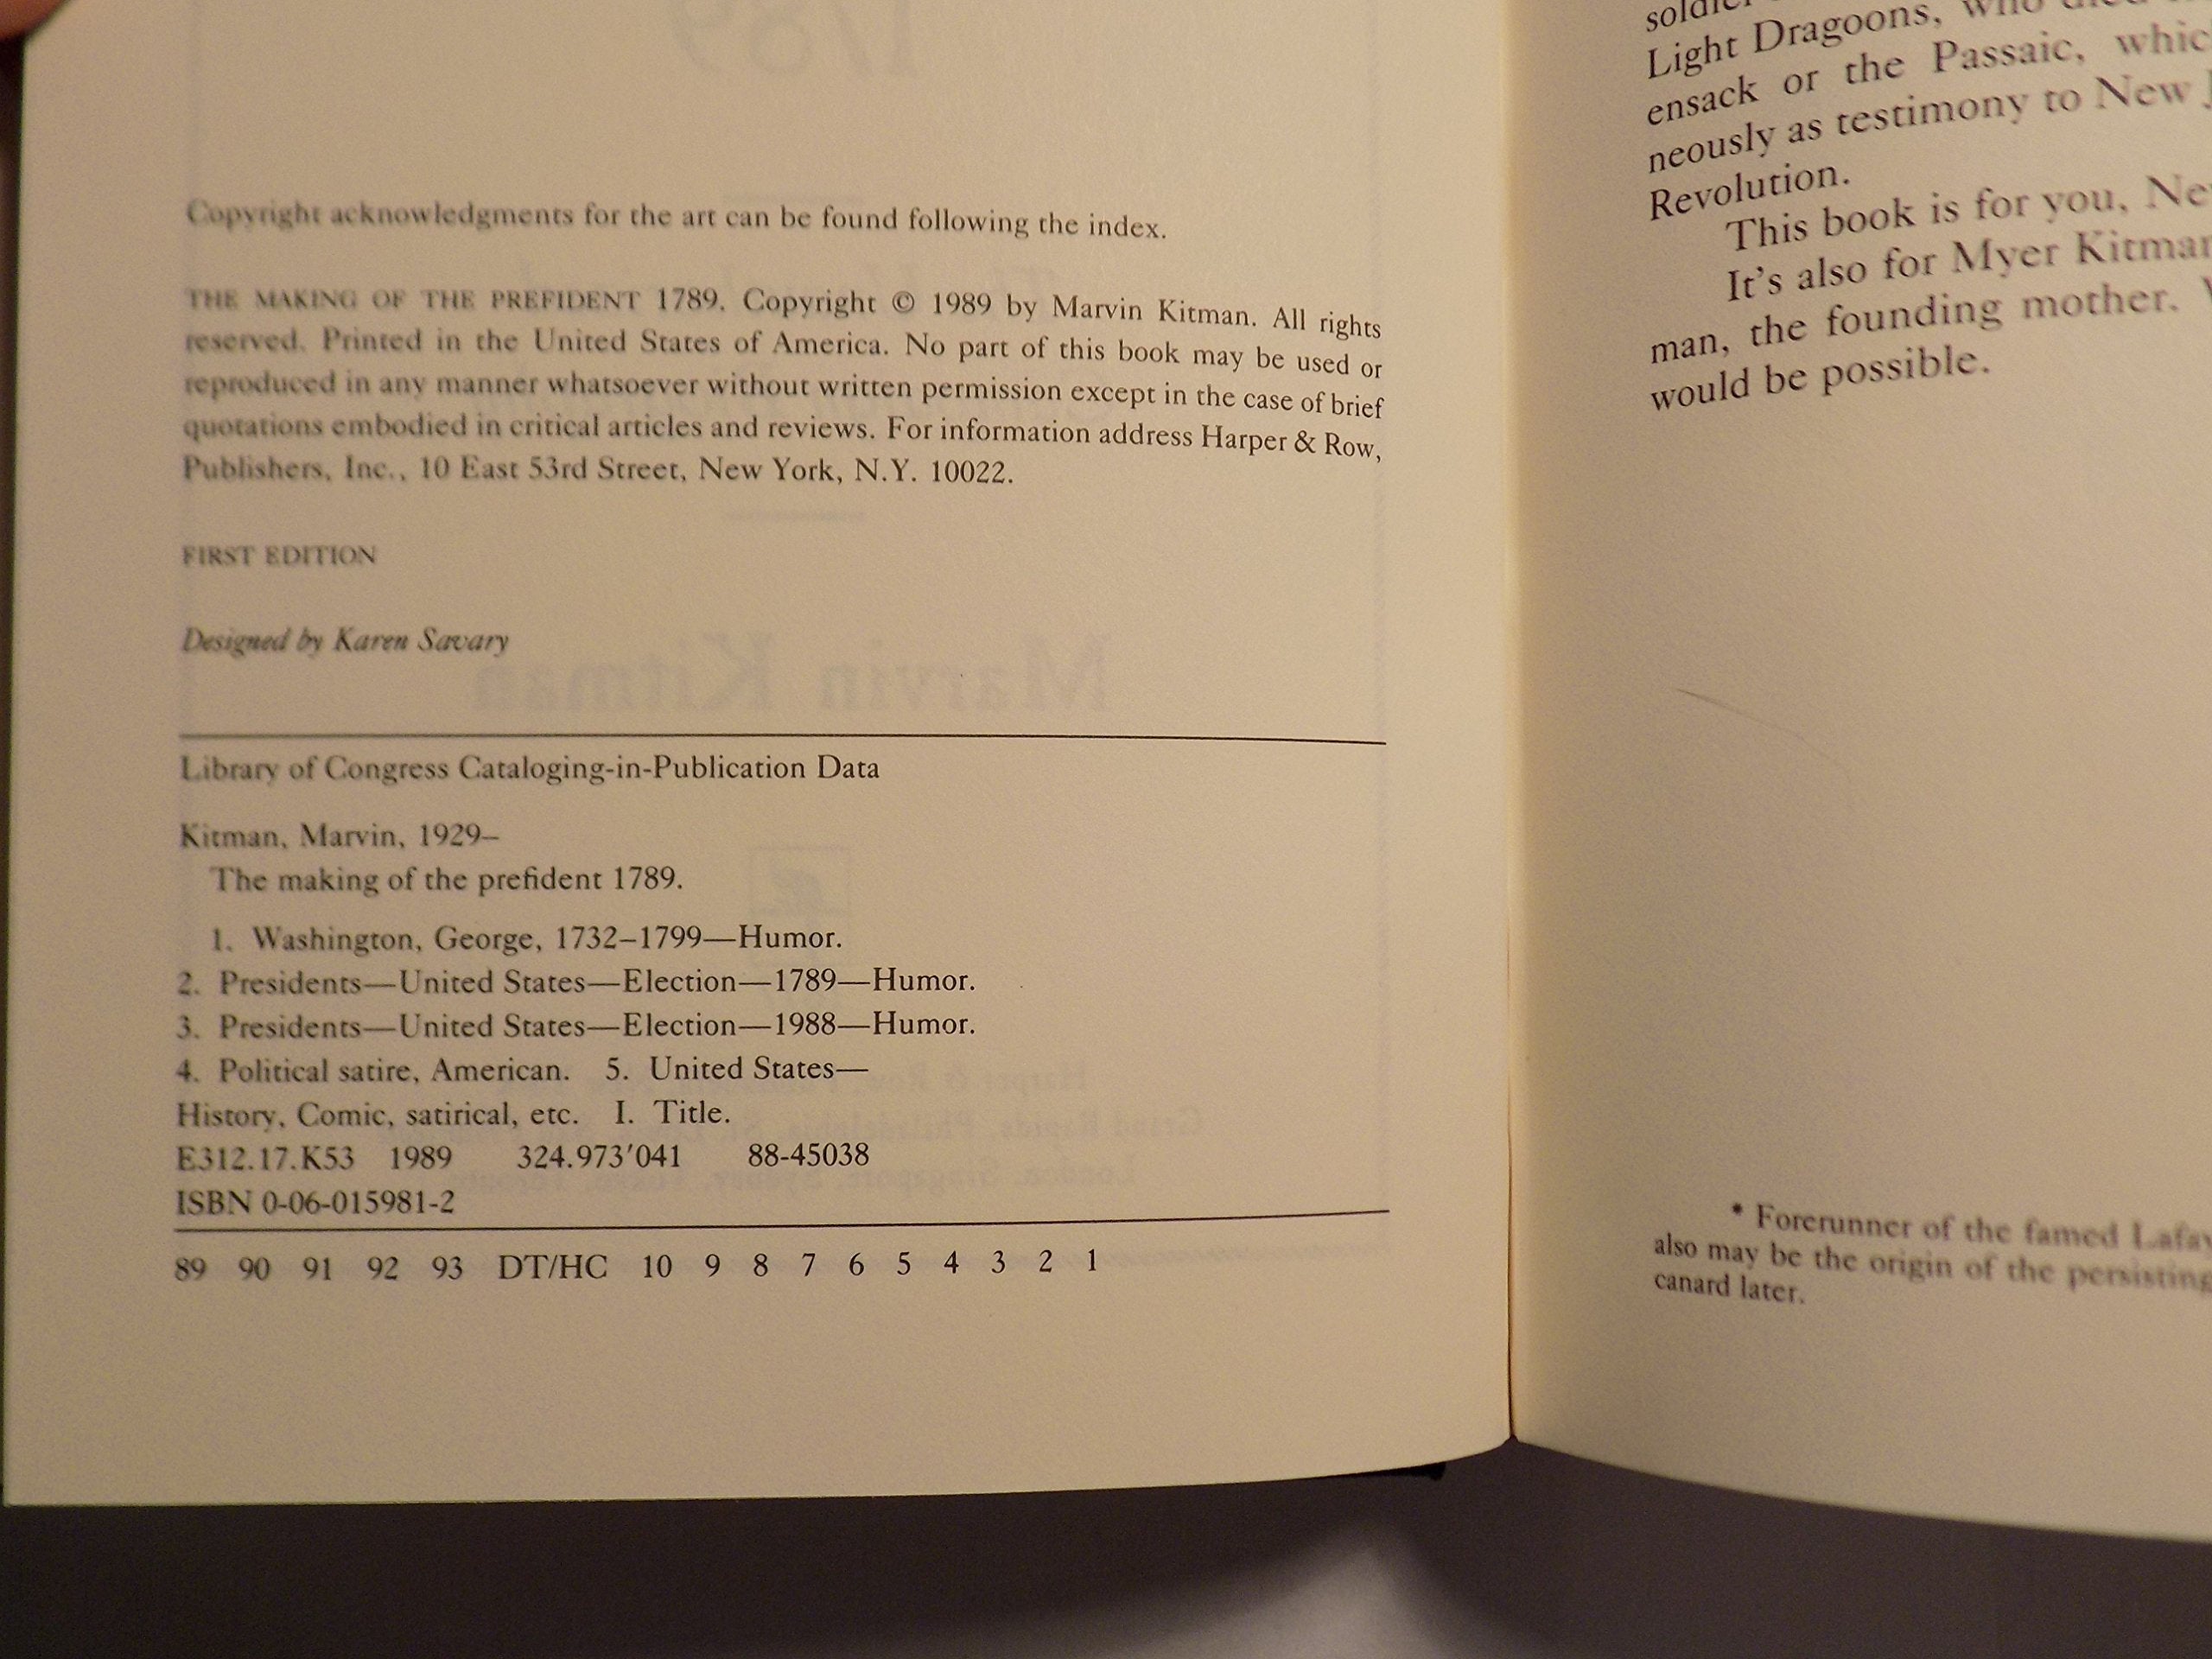 Copyright acknowledgments for the art can be found following the index.
THE MAKING OF THE PREFIDENT 1789. Copyright © 1989 by Marvin Kitman. All rights
reserved. Printed in the United States of America. No part of this book may be used or
reproduced in any manner whatsoever without written permission except in the case of brief
quotations embodied in critical articles and reviews. For information address Harper & Row,
Publishers, Inc., 10 East 53rd Street, New York, N.Y. 10022.
FIRST EDITION
Designed by Karen Savary
Library of Congress Cataloging-in-Publication Data
Kitman, Marvin, 1929–
The making of the prefident 1789.
1. Washington, George, 1732–1799—Humor.
2. Presidents—United States—Election—1789—Humor.
3. Presidents—United States—Election—1988—Humor.
4. Political satire, American. 5. United States—
History, Comic, satirical, etc. I. Title.
E312.17.K53 1989 324.973′041 88-45038
ISBN 0-06-015981-2
89 90 91 92 93 DT/HC 10 9 8 7 6 5 4 3 2 1
soldier
Light Dragoons, who died
ensack or the Passaic, whic
neously as testimony to New J
Revolution.
This book is for you, Ne
It's also for Myer Kitman
man, the founding mother.
would be possible.
* Forerunner of the famed Lafay
also may be the origin of the persisting
canard later.